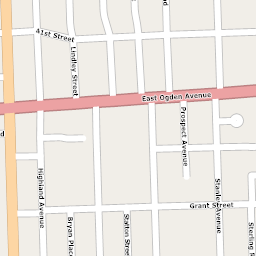 41st Street
Lindley Street
East Ogden Avenue
Prospect Avenue
Highland Avenue
Grant Street
Bryan Place
Stanley Avenue